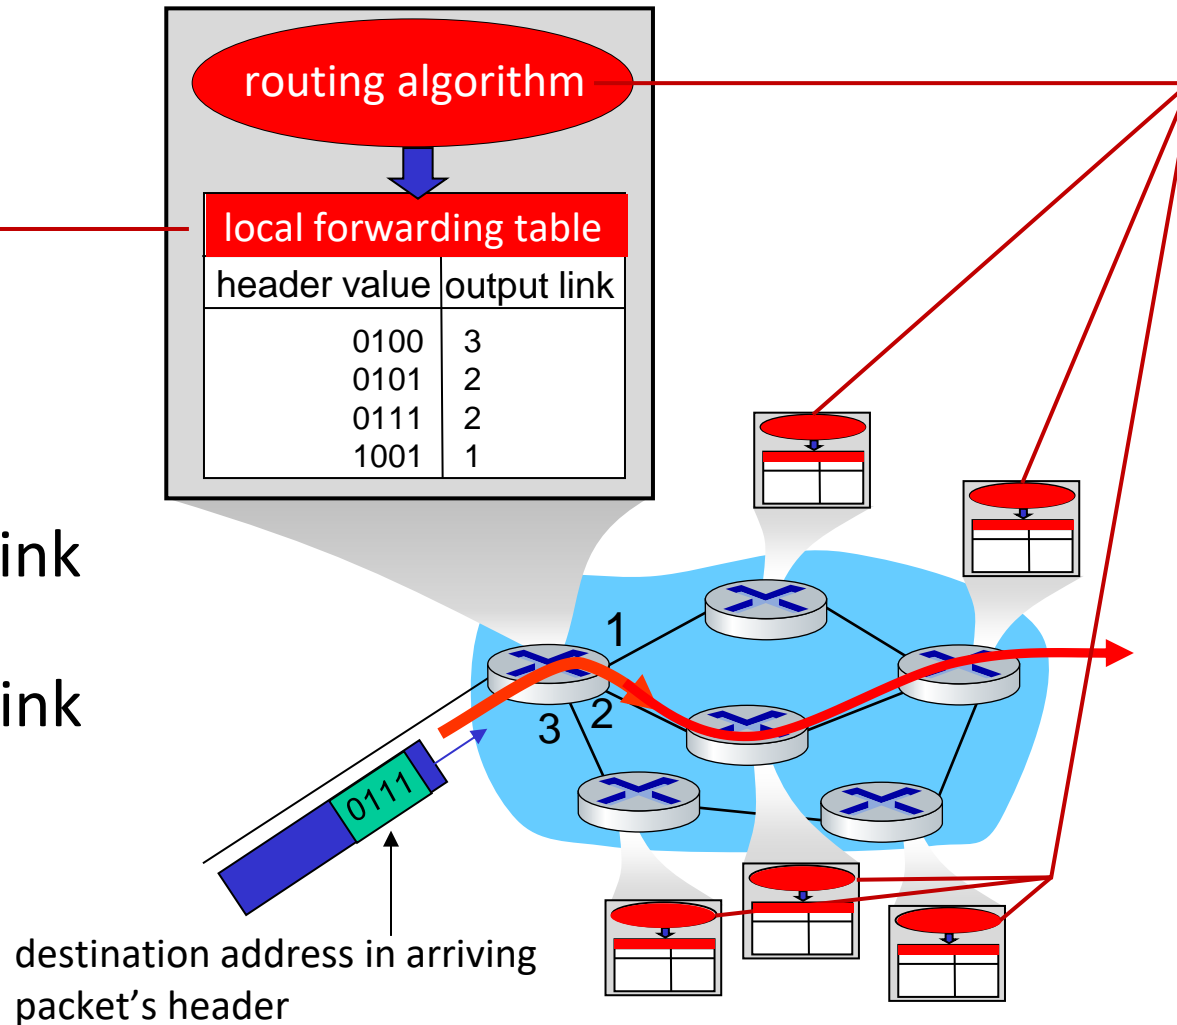 routing algorithm
local forwarding table
header value output link
0100 3
0101 2
0111 2
1001 1
ink
ink
1
2
3
0111
destination address in arriving
packet's header